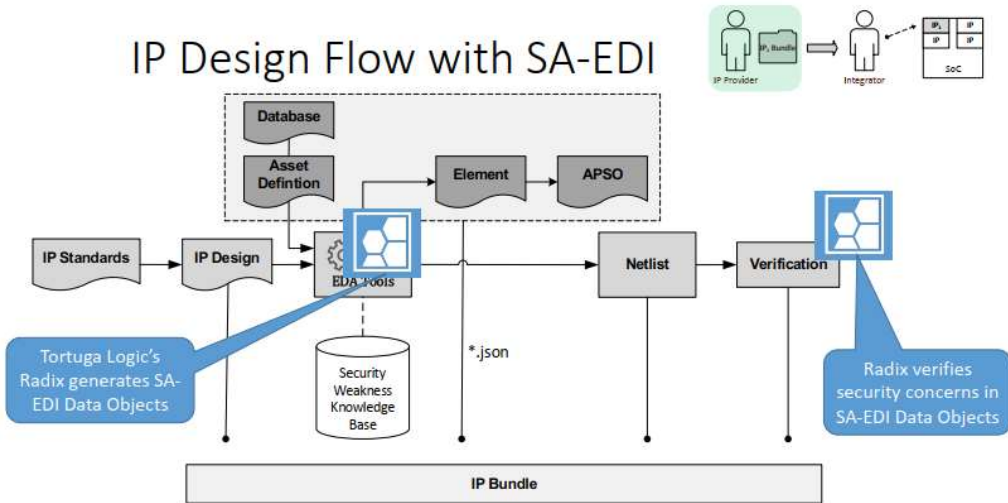 IP Design Flow with SA-EDI
IP₁ Bundle
IP Provider
Integrator
IP₁
IP
IP
IP
SoC
Database
Asset
Defintion
Element
APSO
IP Standards
IP Design
EDA Tools
Netlist
Verification
Tortuga Logic's
Radix generates SA-
EDI Data Objects
Security
Weakness
Knowledge
Base
*.json
Radix verifies
security concerns in
SA-EDI Data Objects
IP Bundle